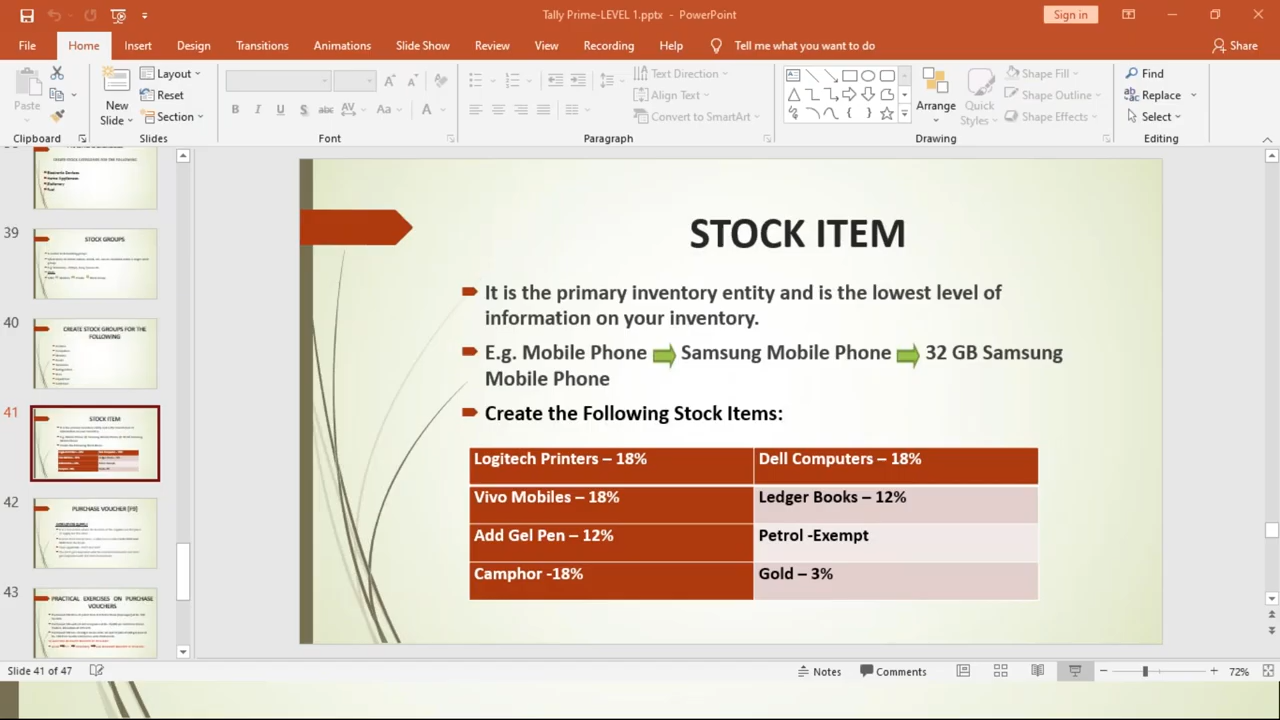 Tally Prime-LEVEL 1.pptx - PowerPoint
Sign in
File Home Insert Design Transitions Animations Slide Show Review View Recording Help Tell me what you want to do
Share
Paste
Clipboard
New Slide
Layout
Reset
Section
Slides
B I U S abc AV Aa A
Font
Text Direction
Align Text
Convert to SmartArt
Paragraph
Arrange
Quick Styles
Shape Fill
Shape Outline
Shape Effects
Drawing
Find
Replace
Select
Editing
39
STOCK GROUPS
40
CREATE STOCK GROUPS FOR THE
FOLLOWING
41
STOCK ITEM
42
PURCHASE VOUCHER [F9]
43
PRACTICAL EXERCISES ON PURCHASE
VOUCHERS
STOCK ITEM
It is the primary inventory entity and is the lowest level of
information on your inventory.
E.g. Mobile Phone Samsung Mobile Phone 32 GB Samsung
Mobile Phone
Create the Following Stock Items:
Logitech Printers – 18% Dell Computers – 18%
Vivo Mobiles – 18% Ledger Books – 12%
Add Gel Pen – 12% Petrol -Exempt
Camphor -18% Gold – 3%
Slide 41 of 47
Notes
Comments
72%